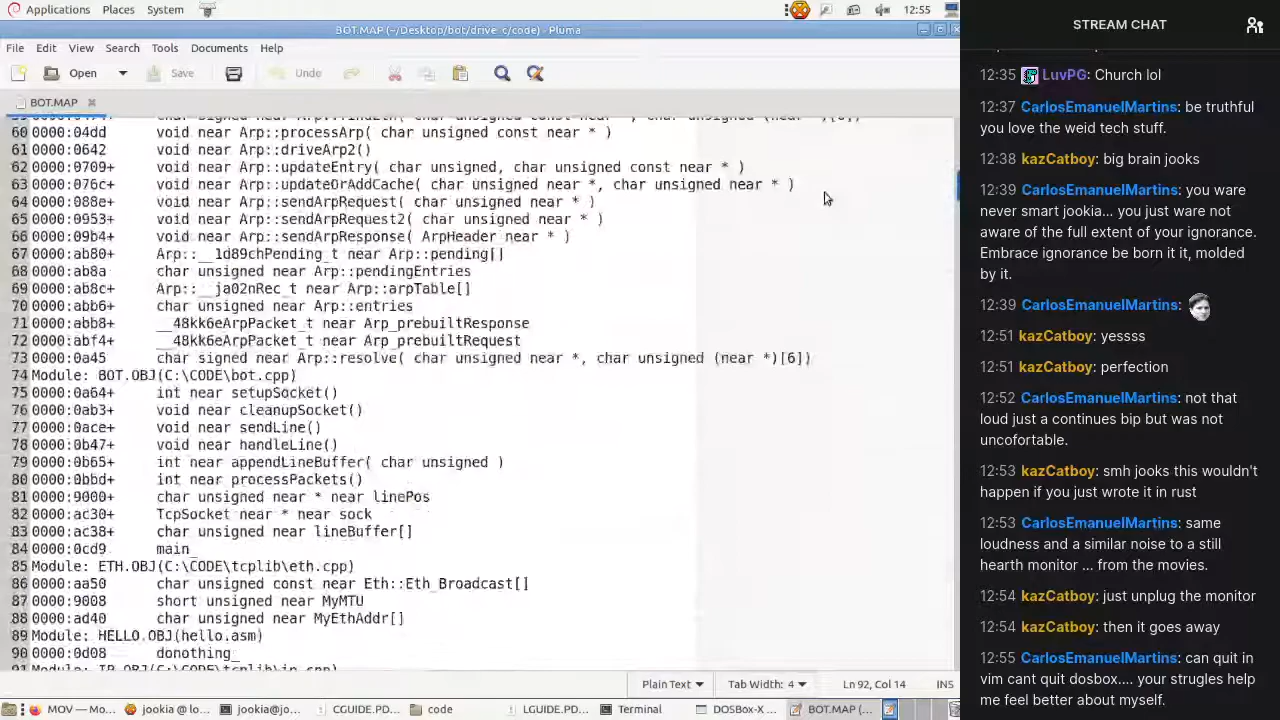 Applications Places System 12:55
BOT.MAP (~/Desktop/bot/drive_c/code) - Pluma
File Edit View Search Tools Documents Help
Open Save Undo
BOT.MAP
60 0000:04dd void near Arp::processArp( char unsigned const near * )
61 0000:0642 void near Arp::driveArp2()
62 0000:0709+ void near Arp::updateEntry( char unsigned, char unsigned const near * )
63 0000:076c+ void near Arp::updateOrAddCache( char unsigned near *, char unsigned near * )
64 0000:088e+ void near Arp::sendArpRequest( char unsigned near * )
65 0000:0953+ void near Arp::sendArpRequest2( char unsigned near * )
66 0000:09b4+ void near Arp::sendArpResponse( ArpHeader near * )
67 0000:ab80+ Arp::__1d89chPending_t near Arp::pending[]
68 0000:ab8a char unsigned near Arp::pendingEntries
69 0000:ab8c+ Arp::__ja02nRec_t near Arp::arpTable[]
70 0000:abb6+ char unsigned near Arp::entries
71 0000:abb8+ __48kk6eArpPacket_t near Arp_prebuiltResponse
72 0000:abf4+ __48kk6eArpPacket_t near Arp_prebuiltRequest
73 0000:0a45 char signed near Arp::resolve( char unsigned near *, char unsigned (near *)[6])
74 Module: BOT.OBJ(C:\CODE\bot.cpp)
75 0000:0a64+ int near setupSocket()
76 0000:0ab3+ void near cleanupSocket()
77 0000:0ace+ void near sendLine()
78 0000:0b47+ void near handleLine()
79 0000:0b65+ int near appendLineBuffer( char unsigned )
80 0000:0bbd+ int near processPackets()
81 0000:9000+ char unsigned near * near linePos
82 0000:ac30+ TcpSocket near * near sock
83 0000:ac38+ char unsigned near lineBuffer[]
84 0000:0cd9 main_
85 Module: ETH.OBJ(C:\CODE\tcplib\eth.cpp)
86 0000:aa50 char unsigned const near Eth::Eth_Broadcast[]
87 0000:9008 short unsigned near MyMTU
88 0000:ad40 char unsigned near MyEthAddr[]
89 Module: HELLO.OBJ(hello.asm)
90 0000:0d08 donothing_
91 Module: IP.OBJ(C:\CODE\tcplib\ip.cpp)
Plain Text Tab Width: 4 Ln 92, Col 14 INS
MOV — Mo... jookia @ lo... jookia@jo... CGUIDE.PD... code LGUIDE.PD... Terminal DOSBox-X ... BOT.MAP (...
STREAM CHAT
12:35 LuvPG: Church lol
12:37 CarlosEmanuelMartins: be truthful
you love the weid tech stuff.
12:38 kazCatboy: big brain jooks
12:39 CarlosEmanuelMartins: you ware
never smart jookia... you just ware not
aware of the full extent of your ignorance.
Embrace ignorance be born it it, molded
by it.
12:39 CarlosEmanuelMartins:
12:51 kazCatboy: yessss
12:51 kazCatboy: perfection
12:52 CarlosEmanuelMartins: not that
loud just a continues bip but was not
uncofortable.
12:53 kazCatboy: smh jooks this wouldn't
happen if you just wrote it in rust
12:53 CarlosEmanuelMartins: same
loudness and a similar noise to a still
hearth monitor ... from the movies.
12:54 kazCatboy: just unplug the monitor
12:54 kazCatboy: then it goes away
12:55 CarlosEmanuelMartins: can quit in
vim cant quit dosbox.... your strugles help
me feel better about myself.